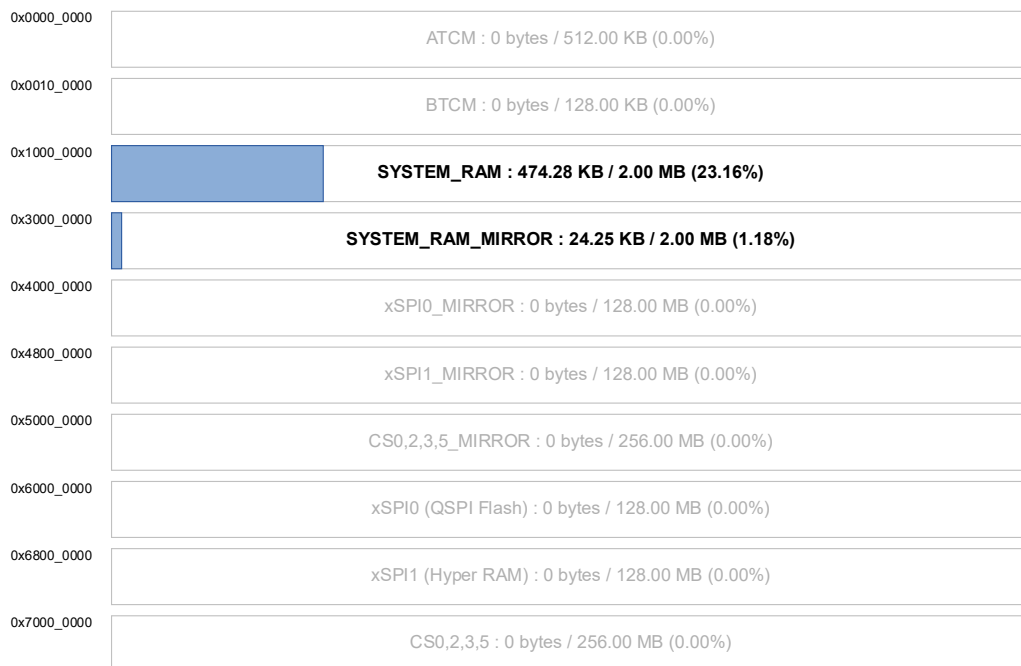 0x0000_0000
ATCM : 0 bytes / 512.00 KB (0.00%)
0x0010_0000
BTCM : 0 bytes / 128.00 KB (0.00%)
0x1000_0000
SYSTEM_RAM : 474.28 KB / 2.00 MB (23.16%)
0x3000_0000
SYSTEM_RAM_MIRROR : 24.25 KB / 2.00 MB (1.18%)
0x4000_0000
xSPI0_MIRROR : 0 bytes / 128.00 MB (0.00%)
0x4800_0000
xSPI1_MIRROR : 0 bytes / 128.00 MB (0.00%)
0x5000_0000
CS0,2,3,5_MIRROR : 0 bytes / 256.00 MB (0.00%)
0x6000_0000
xSPI0 (QSPI Flash) : 0 bytes / 128.00 MB (0.00%)
0x6800_0000
xSPI1 (Hyper RAM) : 0 bytes / 128.00 MB (0.00%)
0x7000_0000
CS0,2,3,5 : 0 bytes / 256.00 MB (0.00%)